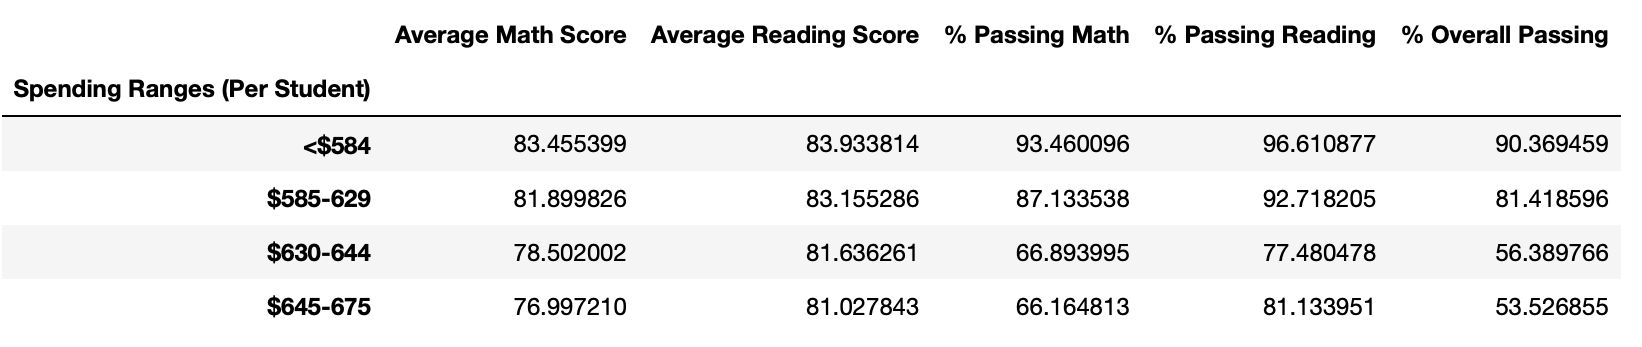 Average Math Score Average Reading Score % Passing Math % Passing Reading % Overall Passing
Spending Ranges (Per Student)
<$584 83.455399 83.933814 93.460096 96.610877 90.369459
$585-629 81.899826 83.155286 87.133538 92.718205 81.418596
$630-644 78.502002 81.636261 66.893995 77.480478 56.389766
$645-675 76.997210 81.027843 66.164813 81.133951 53.526855